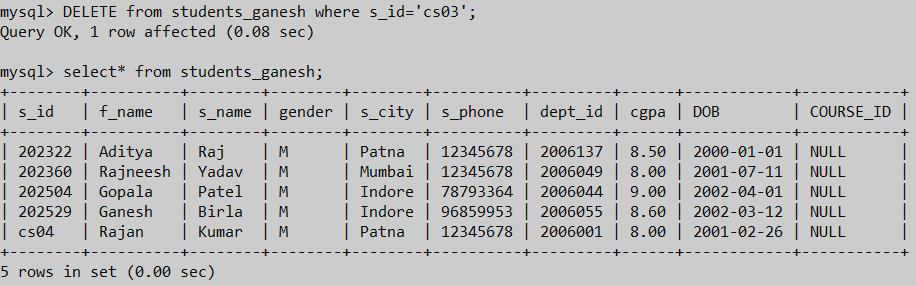 mysql> DELETE from students_ganesh where s_id='cs03';
Query OK, 1 row affected (0.08 sec)
mysql> select* from students_ganesh;
+--------+----------+--------+--------+--------+----------+---------+------+------------+-----------+
| s_id   | f_name   | s_name | gender | s_city | s_phone  | dept_id | cgpa | DOB        | COURSE_ID |
+--------+----------+--------+--------+--------+----------+---------+------+------------+-----------+
| 202322 | Aditya   | Raj    | M      | Patna  | 12345678 | 2006137 | 8.50 | 2000-01-01 | NULL      |
| 202360 | Rajneesh | Yadav  | M      | Mumbai | 12345678 | 2006049 | 8.00 | 2001-07-11 | NULL      |
| 202504 | Gopala   | Patel  | M      | Indore | 78793364 | 2006044 | 9.00 | 2002-04-01 | NULL      |
| 202529 | Ganesh   | Birla  | M      | Indore | 96859953 | 2006055 | 8.60 | 2002-03-12 | NULL      |
| cs04   | Rajan    | Kumar  | M      | Patna  | 12345678 | 2006001 | 8.00 | 2001-02-26 | NULL      |
+--------+----------+--------+--------+--------+----------+---------+------+------------+-----------+
5 rows in set (0.00 sec)